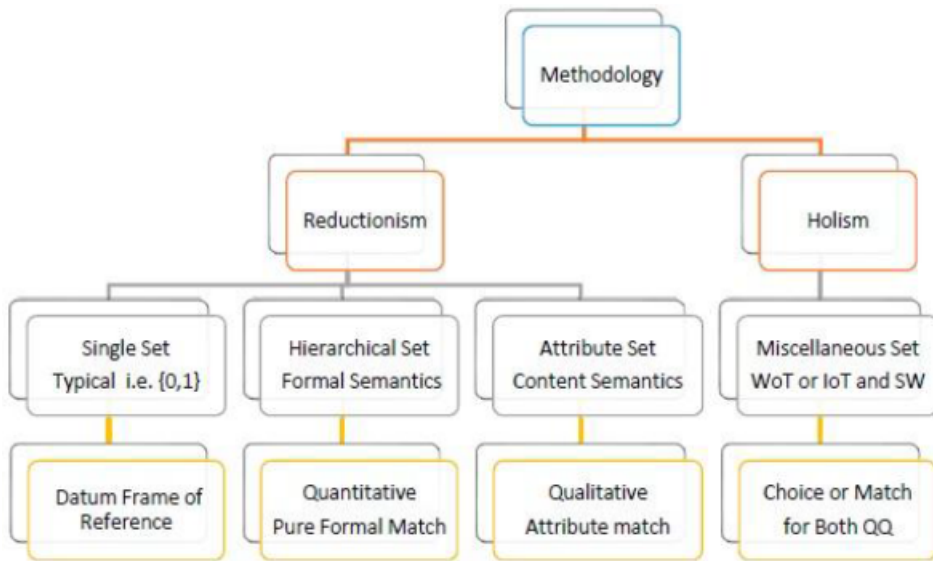 Methodology
Reductionism
Holism
Single Set
Typical i.e. {0,1}
Hierarchical Set
Formal Semantics
Attribute Set
Content Semantics
Miscellaneous Set
WoT or IoT and SW
Datum Frame of
Reference
Quantitative
Pure Formal Match
Qualitative
Attribute match
Choice or Match
for Both QQ